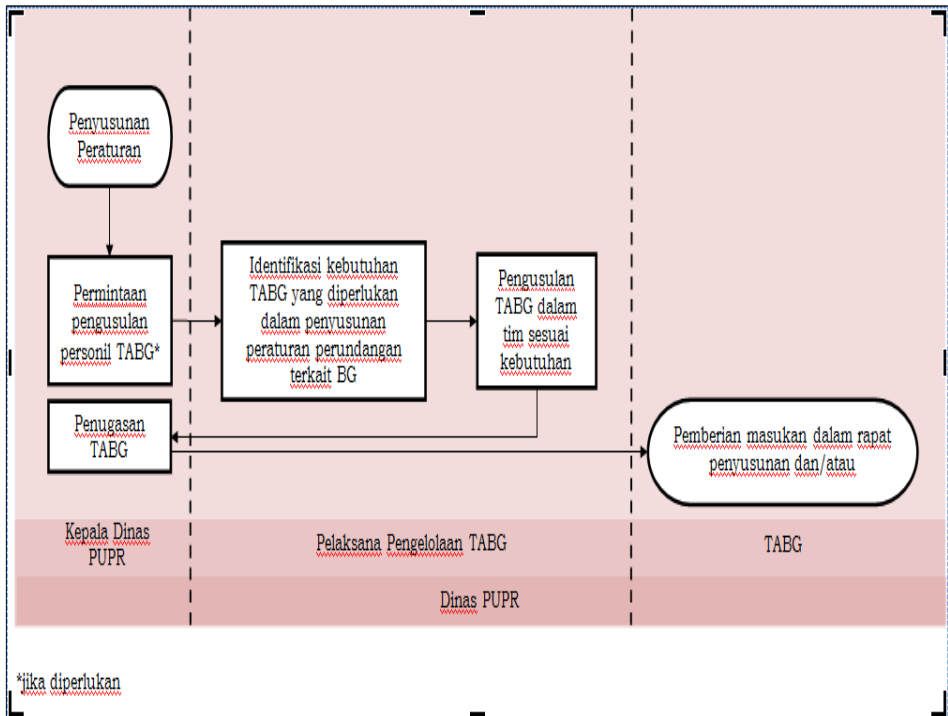 Penyusunan
Peraturan
Permintaan
pengusulan
personil TABG*
Identifikasi kebutuhan
TABG yang diperlukan
dalam penyusunan
peraturan perundangan
terkait BG
Pengusulan
TABG dalam
tim sesuai
kebutuhan
Penugasan
TABG
Pemberian masukan dalam rapat
penyusunan dan/atau
Kepala Dinas
PUPR
Pelaksana Pengelolaan TABG
TABG
Dinas PUPR
*jika diperlukan